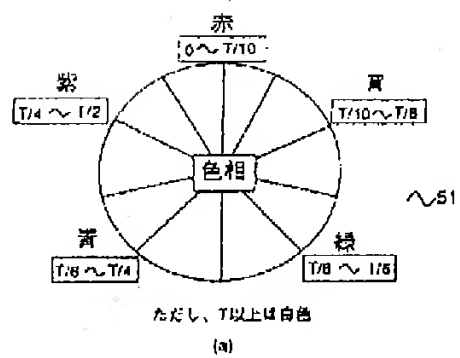 赤
0～T/10
紫
T/4 ～ T/2
黄
T/10～T/8
色相
51
青
T/6 ～ T/4
緑
T/8 ～ T/6
ただし、T以上は白色
(a)